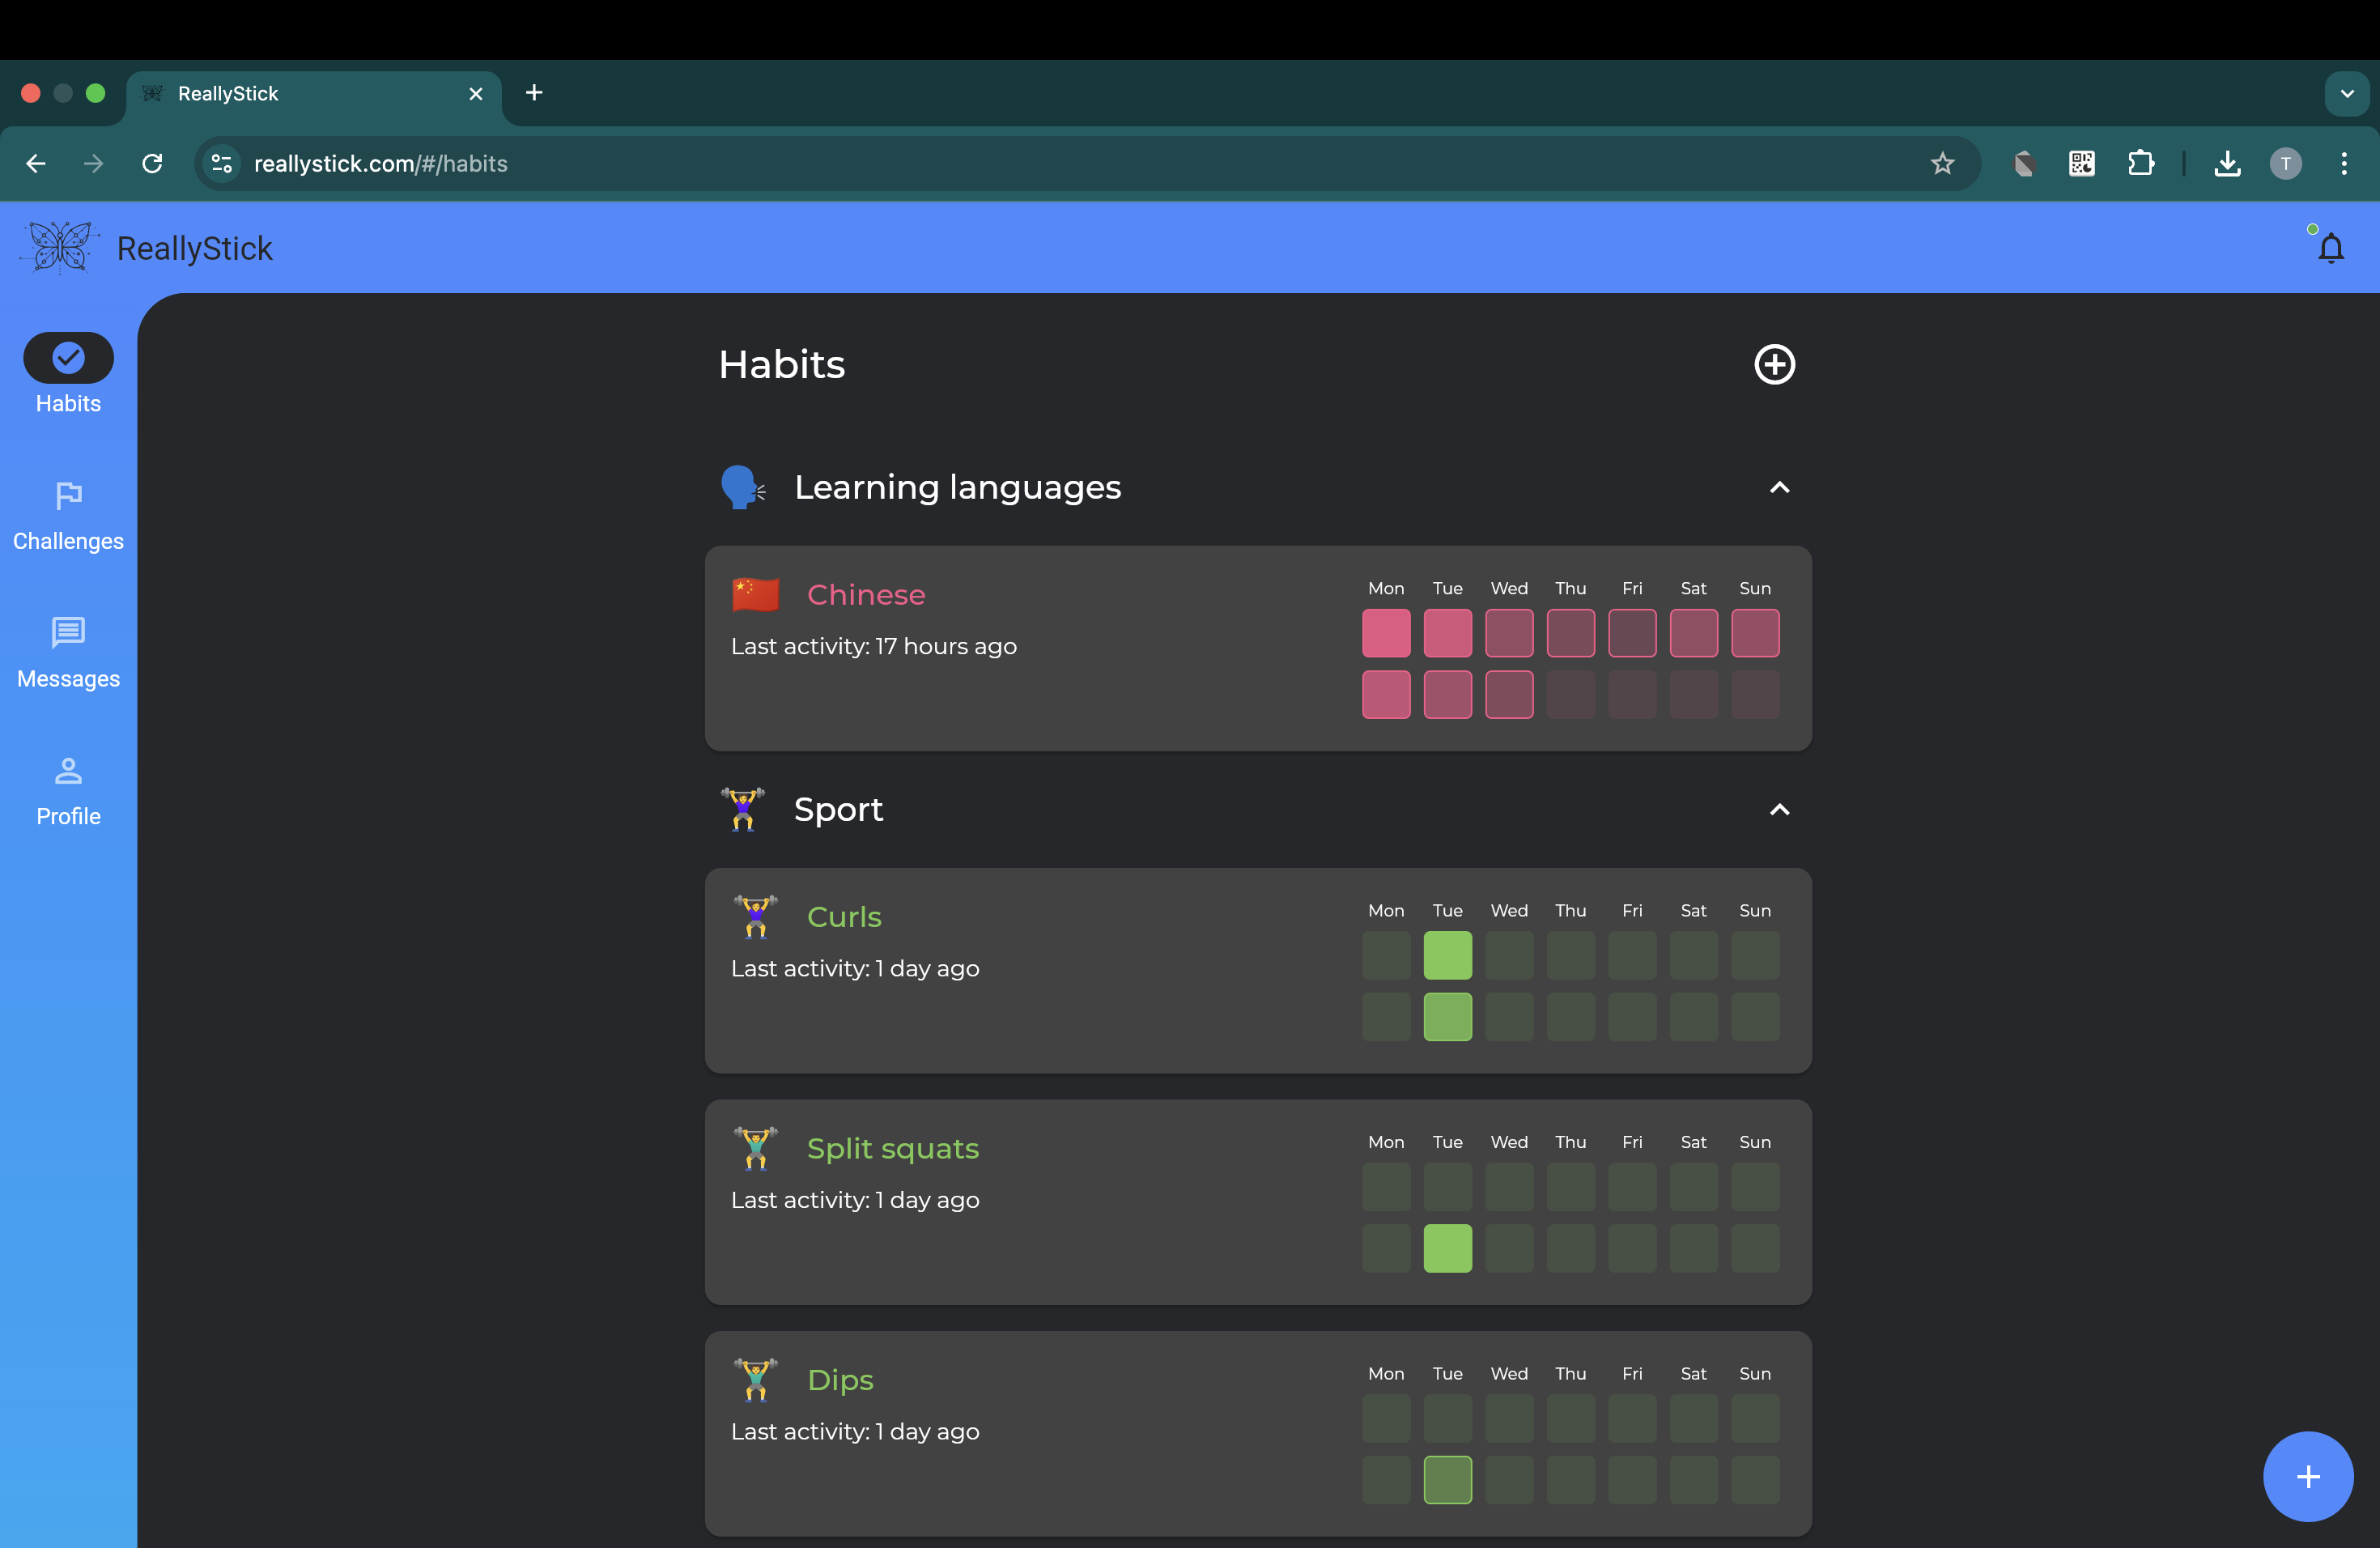 ReallyStick
reallystick.com/#/habits
T
ReallyStick
Habits
Challenges
Messages
Profile
Habits
Learning languages
Chinese
Last activity: 17 hours ago
Mon Tue Wed Thu Fri Sat Sun
Sport
Curls
Last activity: 1 day ago
Mon Tue Wed Thu Fri Sat Sun
Split squats
Last activity: 1 day ago
Mon Tue Wed Thu Fri Sat Sun
Dips
Last activity: 1 day ago
Mon Tue Wed Thu Fri Sat Sun